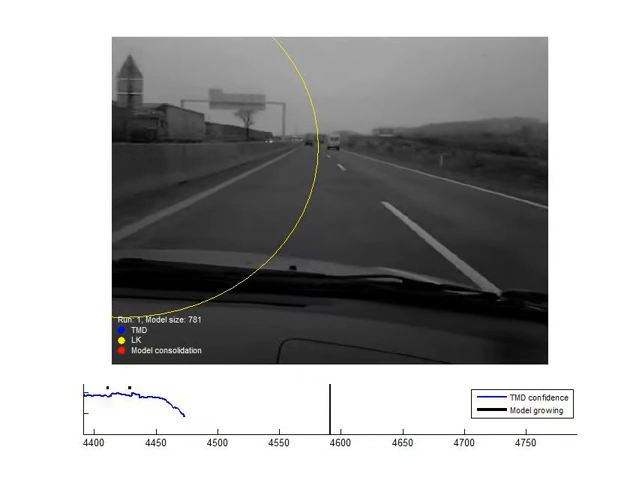 Run: 1, Model size: 781
TMD
LK
Model consolidation
TMD confidence
Model growing
4400 4450 4500 4550 4600 4650 4700 4750